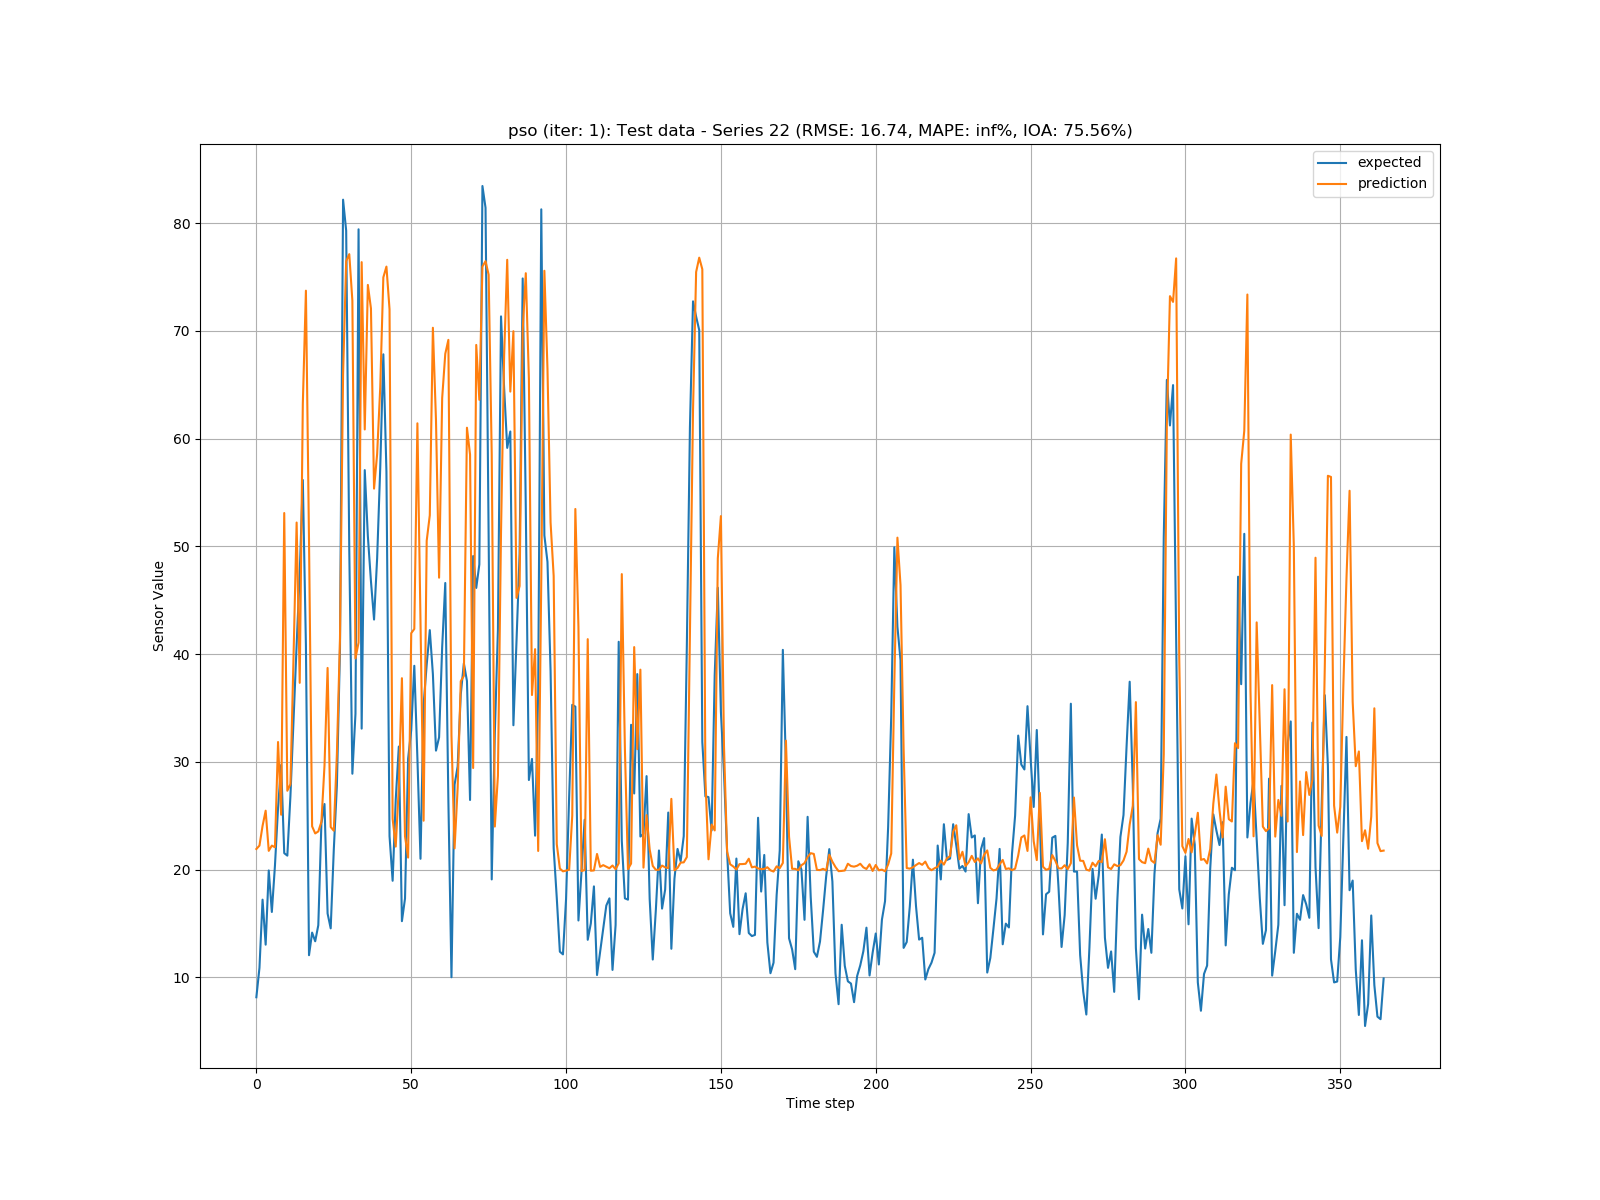 pso (iter: 1): Test data - Series 22 (RMSE: 16.74, MAPE: inf%, IOA: 75.56%)
expected
prediction
80
70
60
50
40
30
20
10
Sensor Value
0 50 100 150 200 250 300 350
Time step